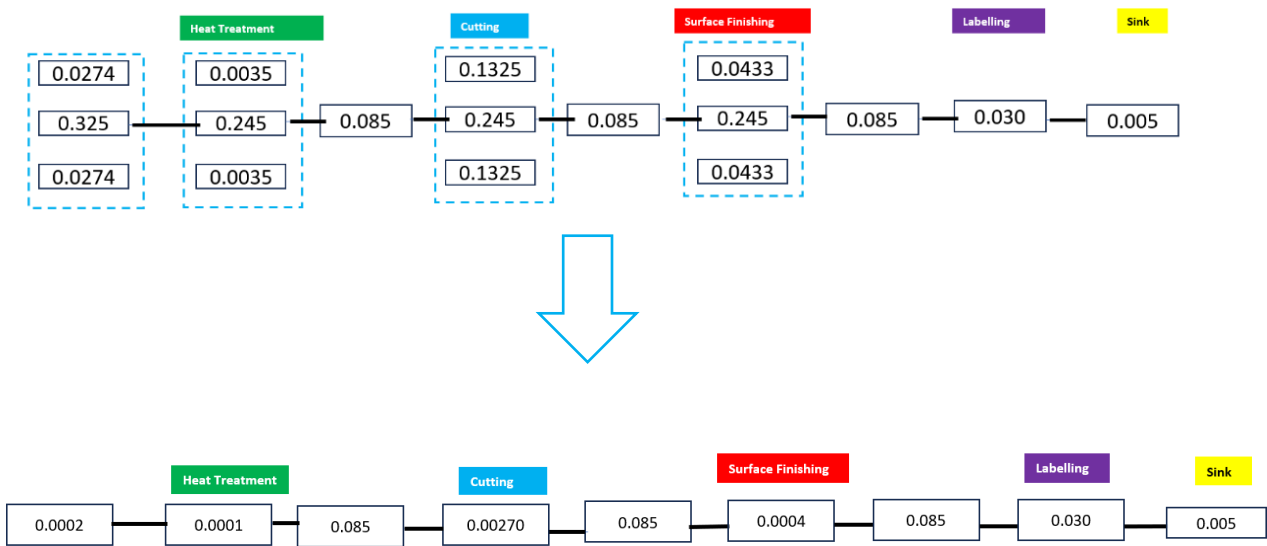 Heat Treatment Cutting Surface Finishing Labelling Sink
0.0274 0.0035 0.1325 0.0433
0.325 0.245 0.085 0.245 0.085 0.245 0.085 0.030 0.005
0.0274 0.0035 0.1325 0.0433
Heat Treatment Cutting Surface Finishing Labelling Sink
0.0002 0.0001 0.085 0.00270 0.085 0.0004 0.085 0.030 0.005